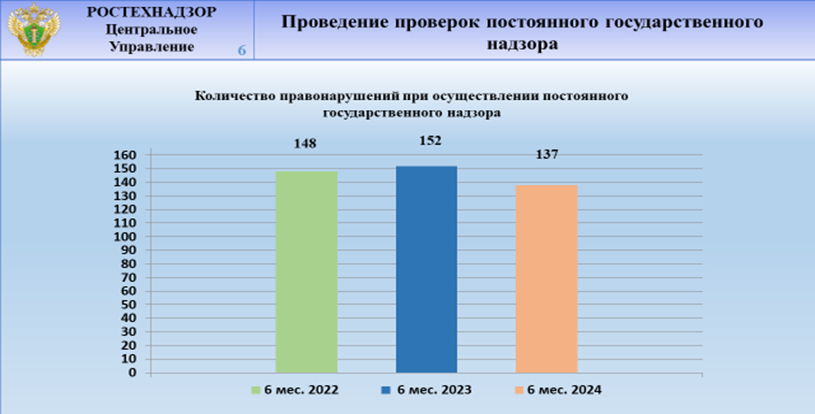 РОСТЕХНАДЗОР
Центральное
Управление
6
Проведение проверок постоянного государственного
надзора
Количество правонарушений при осуществлении постоянного
государственного надзора
148
152
137
160
150
140
130
120
110
100
90
80
70
60
50
40
30
20
10
0
6 мес. 2022
6 мес. 2023
6 мес. 2024